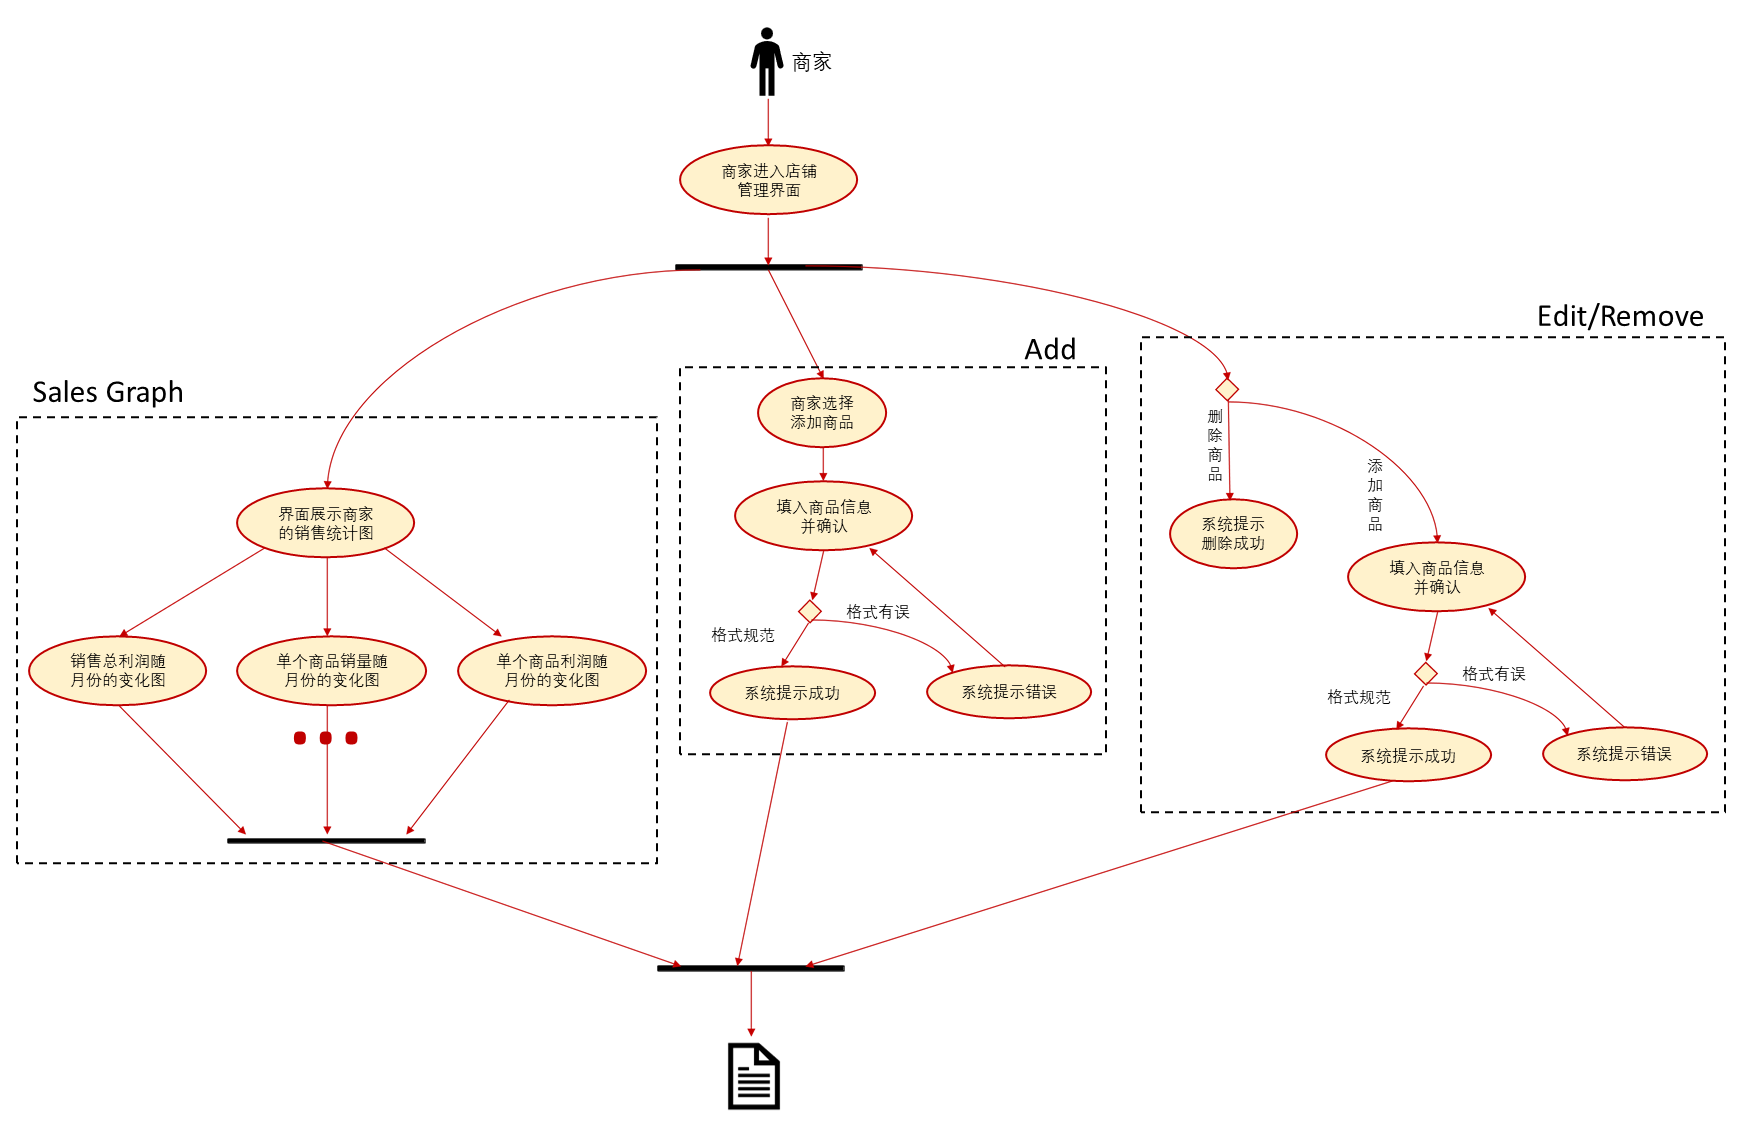 商家
商家进入店铺
管理界面
Sales Graph
界面展示商家
的销售统计图
销售总利润随
月份的变化图
单个商品销量随
月份的变化图
单个商品利润随
月份的变化图
Add
商家选择
添加商品
填入商品信息
并确认
格式有误
格式规范
系统提示成功
系统提示错误
Edit/Remove
删
除
商
品
添
加
商
品
系统提示
删除成功
填入商品信息
并确认
格式有误
格式规范
系统提示成功
系统提示错误